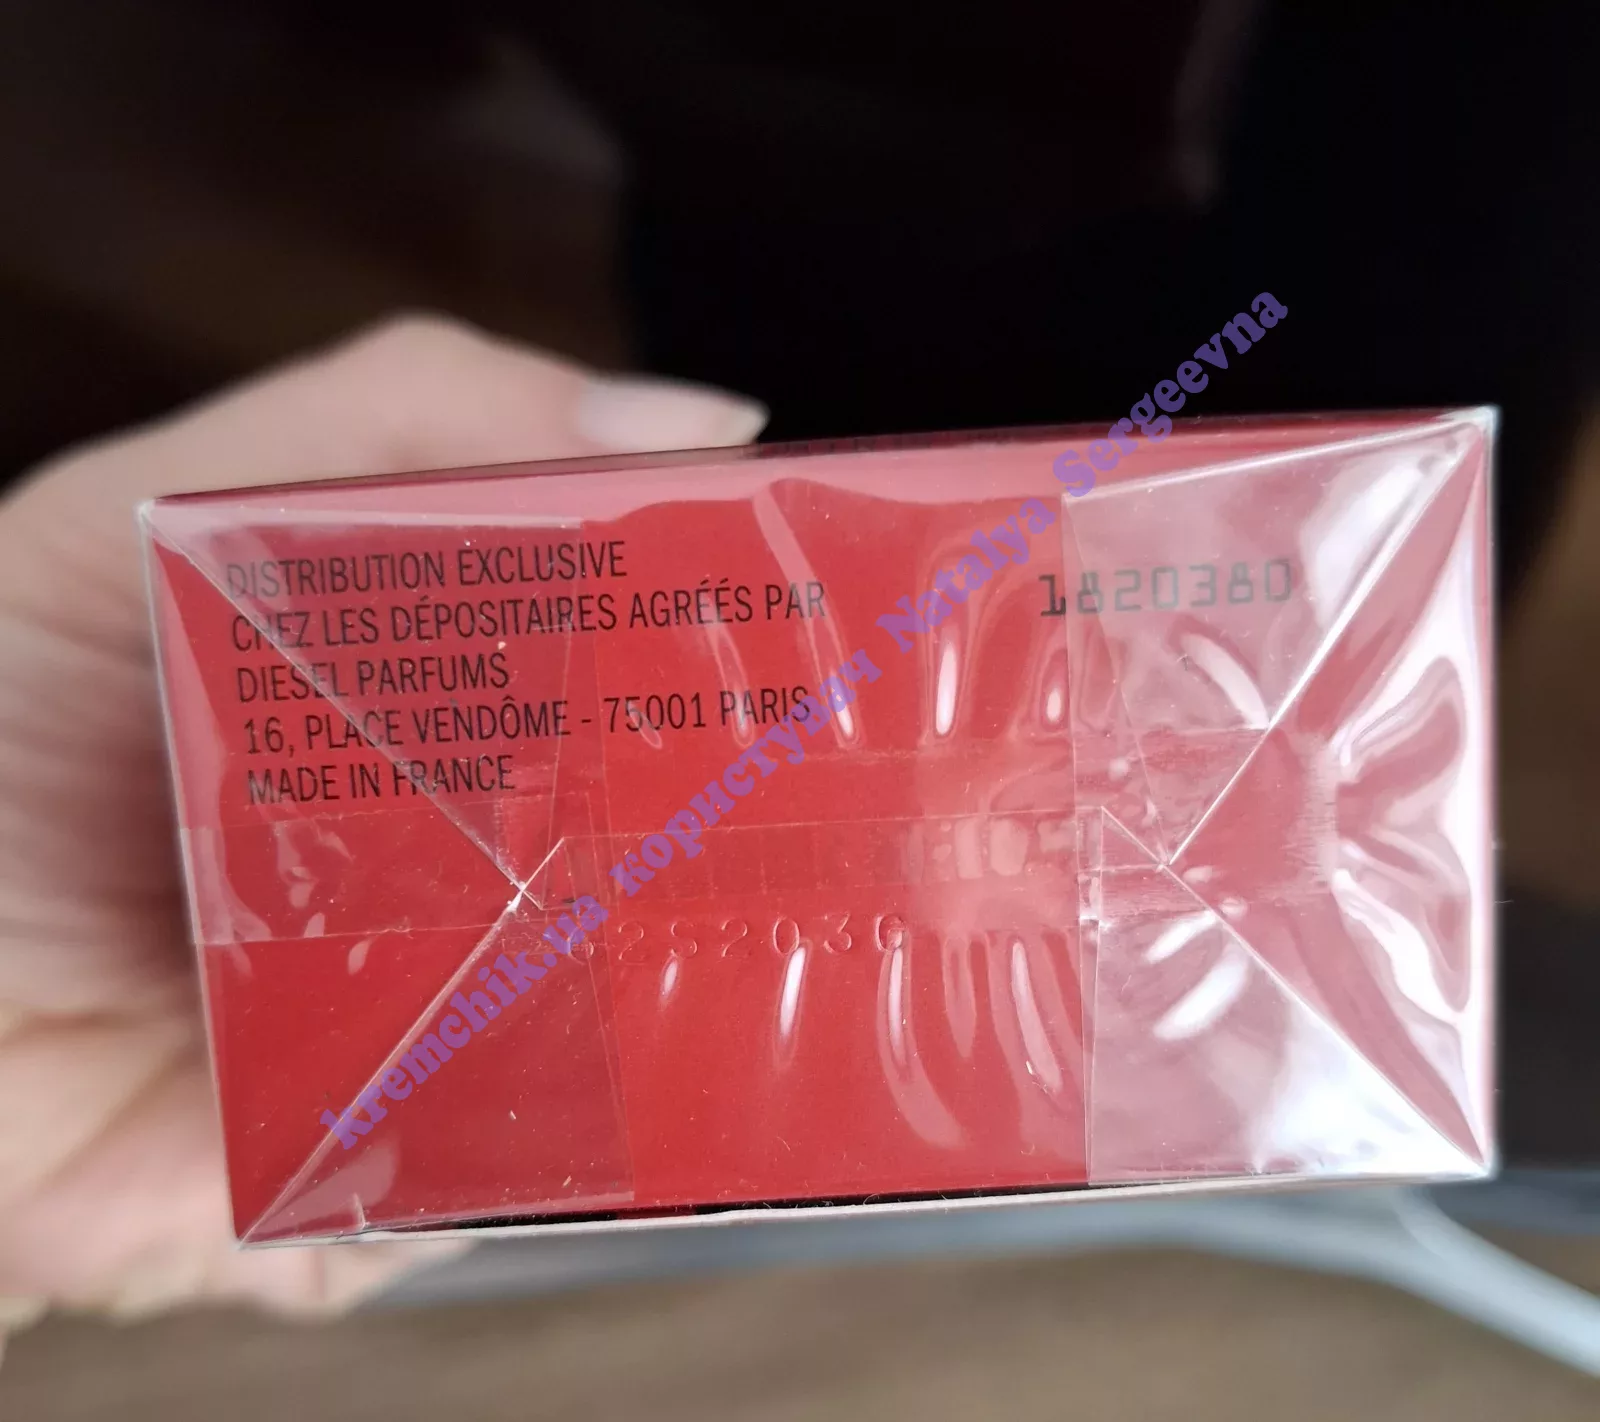 DISTRIBUTION EXCLUSIVE
CHEZ LES DÉPOSITAIRES AGRÉÉS PAR
DIESEL PARFUMS
16, PLACE VENDÔME - 75001 PARIS
MADE IN FRANCE
1820380
kremchik.ua користувач Natalya Sergeevna